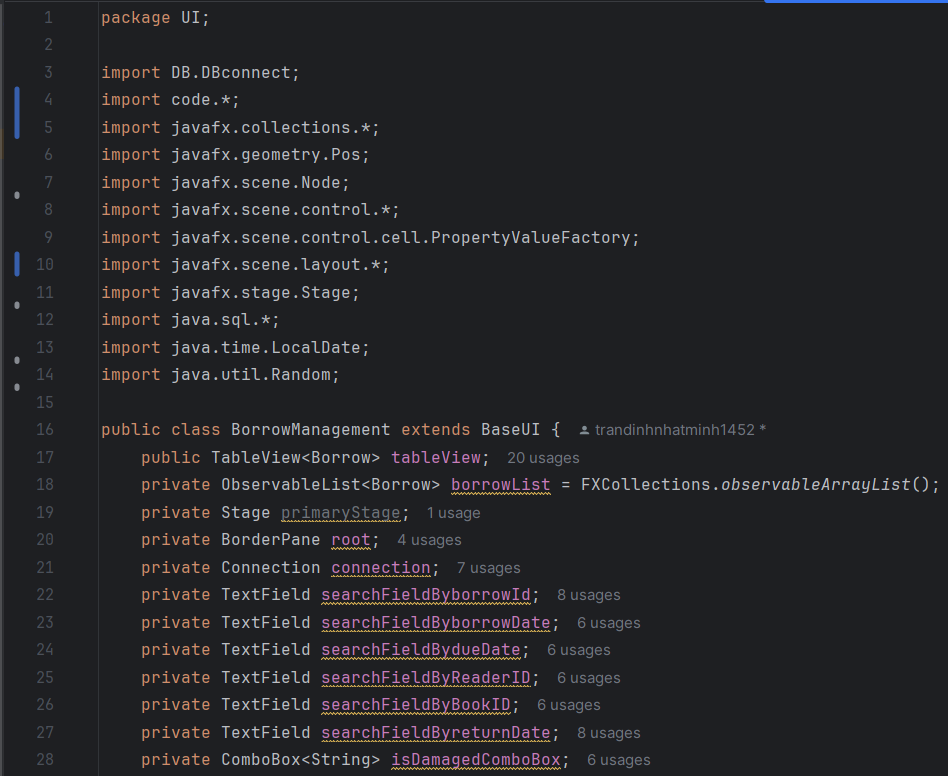 1 package UI;
2
3 import DB.DBconnect;
4 import code.*;
5 import javafx.collections.*;
6 import javafx.geometry.Pos;
7 import javafx.scene.Node;
8 import javafx.scene.control.*;
9 import javafx.scene.control.cell.PropertyValueFactory;
10 import javafx.scene.layout.*;
11 import javafx.stage.Stage;
12 import java.sql.*;
13 import java.time.LocalDate;
14 import java.util.Random;
15
16 public class BorrowManagement extends BaseUI { trandinhnhatminh1452 *
17 public TableView<Borrow> tableView; 20 usages
18 private ObservableList<Borrow> borrowList = FXCollections.observableArrayList();
19 private Stage primaryStage; 1 usage
20 private BorderPane root; 4 usages
21 private Connection connection; 7 usages
22 private TextField searchFieldByborrowId; 8 usages
23 private TextField searchFieldByborrowDate; 6 usages
24 private TextField searchFieldBydueDate; 6 usages
25 private TextField searchFieldByReaderID; 6 usages
26 private TextField searchFieldByBookID; 6 usages
27 private TextField searchFieldByreturnDate; 8 usages
28 private ComboBox<String> isDamagedComboBox; 6 usages